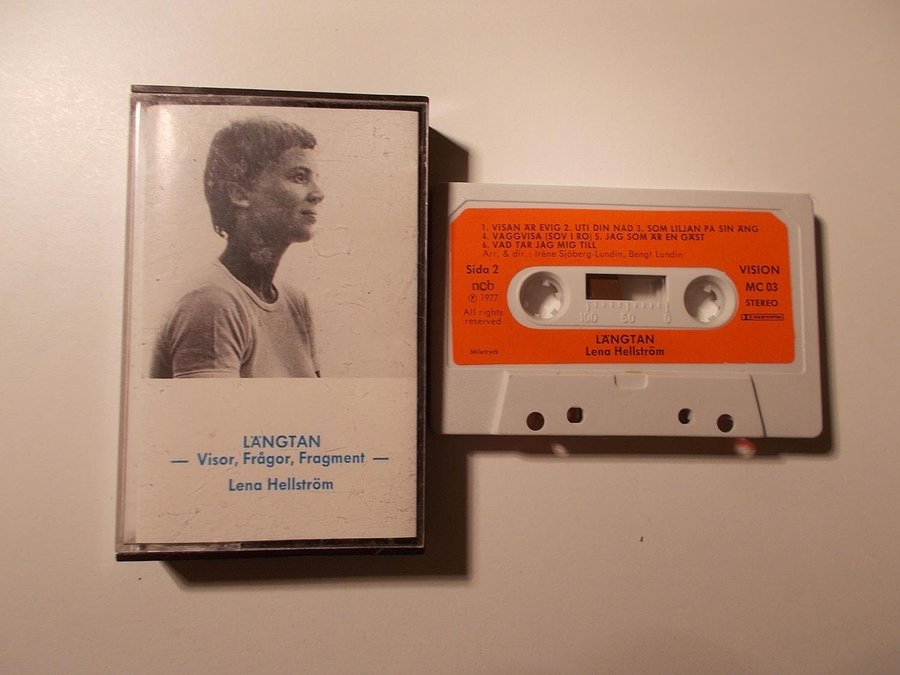 LÄNGTAN
— Visor, Frågor, Fragment —
Lena Hellström
1. VISAN ÄR EVIG 2. UTI DIN NÅD 3. SOM LILJAN PÅ SIN ÄNG
4. VAGGVISA (SOV I RO) 5. JAG SOM ÄR EN GÄST
6. VAD TAR JAG MIG TILL
Arr. & dir.: Irène Sjöberg-Lundin, Bengt Lundin
Sida 2
ncb
℗ 1977
All rights
reserved
Miletryck
VISION
MC 03
STEREO
100 50 0
LÄNGTAN
Lena Hellström